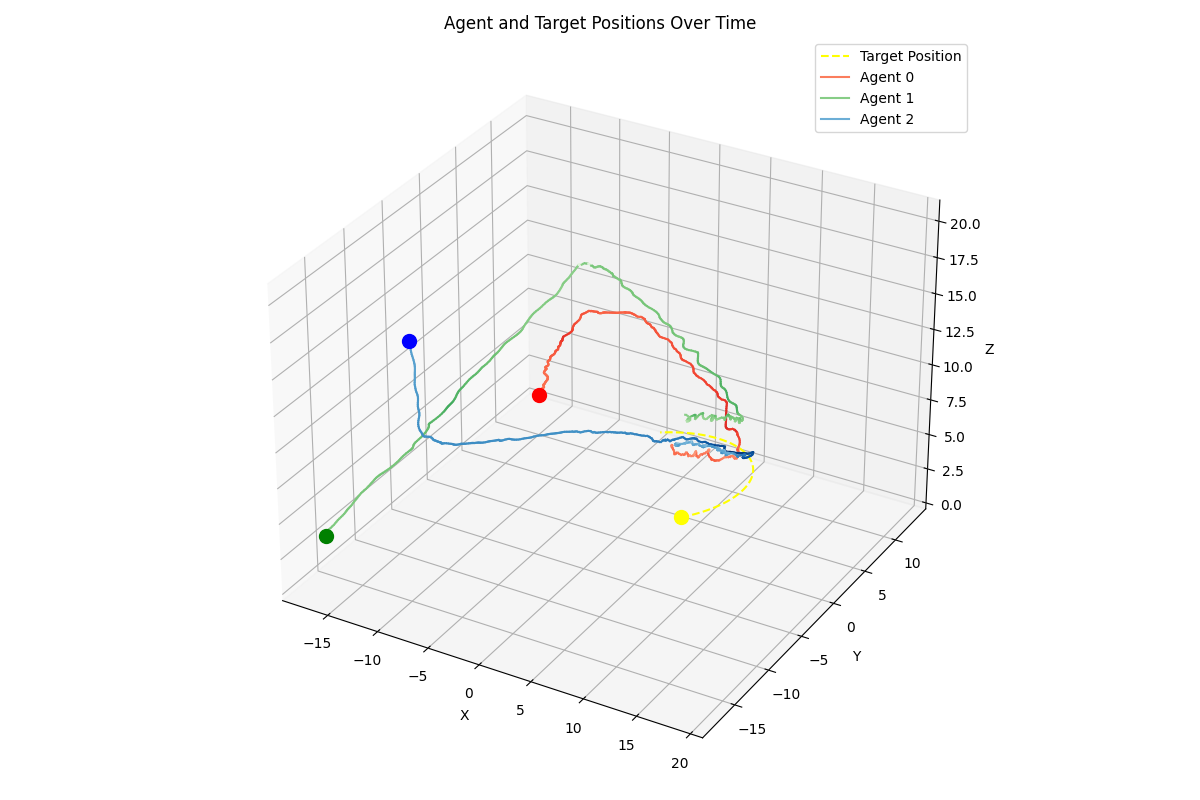 Agent and Target Positions Over Time
Target Position
Agent 0
Agent 1
Agent 2
20.0
17.5
15.0
12.5
10.0
7.5
5.0
2.5
0.0
Z
10
5
0
−5
−10
−15
Y
−15
−10
−5
0
5
10
15
20
X